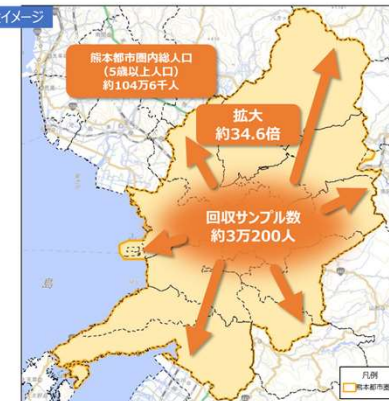 イメージ
熊本都市圏内総人口
(5歳以上人口)
約104万6千人
拡大
約34.6倍
回収サンプル数
約3万200人
凡例
熊本都市圏